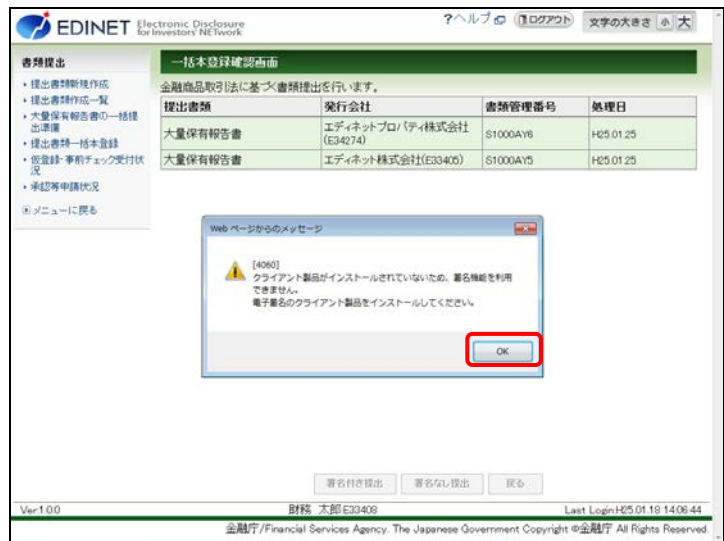 EDINET Electronic Disclosure for Investors' NETwork
?ヘルプ ログアウト 文字の大きさ 小 大
書類提出
提出書類新規作成
提出書類作成一覧
大量保有報告書の一括提
出準備
提出書類一括本登録
仮登録・事前チェック受付状
況
承認等申請状況
メニューに戻る
一括本登録確認画面
金融商品取引法に基づく書類提出を行います。
提出書類 発行会社 書類管理番号 処理日
大量保有報告書 エディネットプロパティ株式会社
(E34274) S1000AY6 H25.01.25
大量保有報告書 エディネット株式会社(E33405) S1000AY5 H25.01.25
Web ページからのメッセージ
[4060]
クライアント製品がインストールされていないため、署名機能を利用
できません。
電子署名のクライアント製品をインストールしてください。
OK
署名付き提出 署名なし提出 戻る
Ver.1.0.0 財務 太郎 E33408 Last Login:H25.01.18 14:06:44
金融庁/Financial Services Agency. The Japanese Government Copyright ©金融庁 All Rights Reserved.